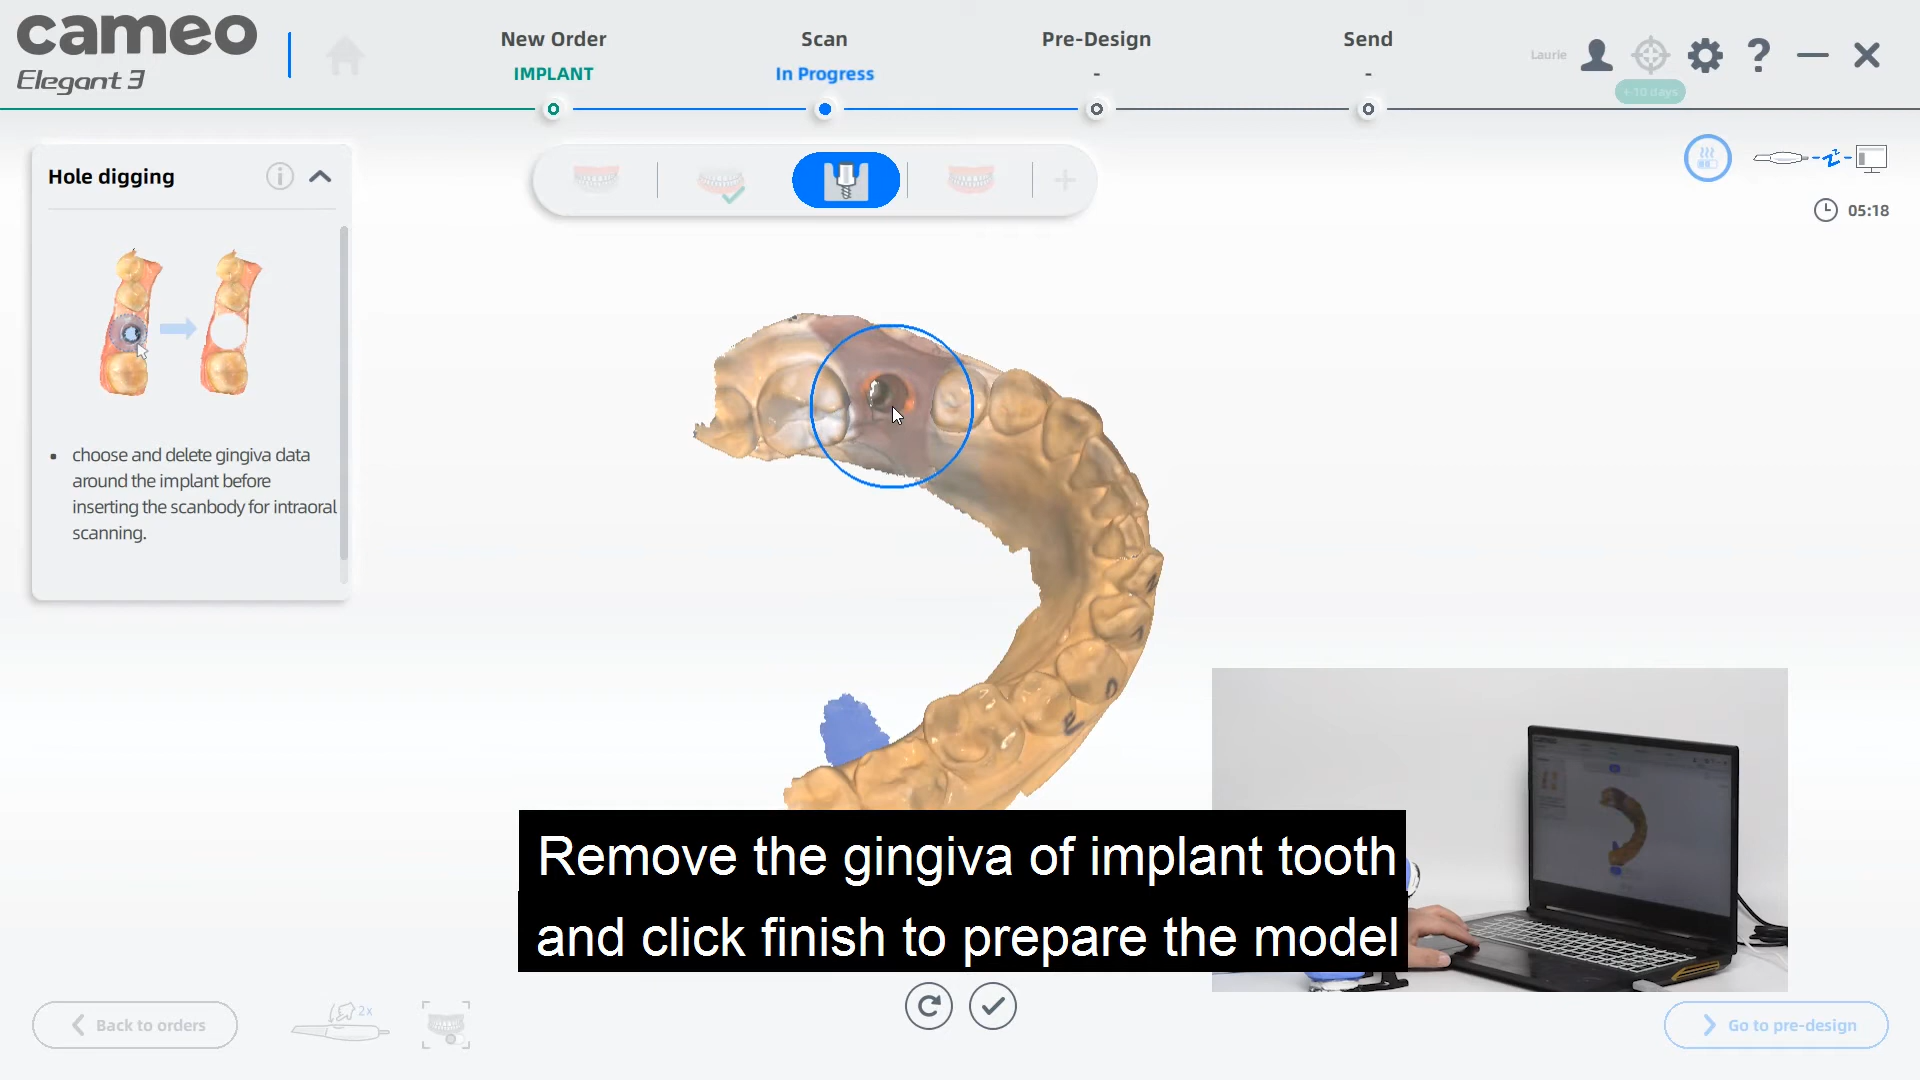 cameo
Elegant 3
New Order
IMPLANT
Scan
In Progress
Pre-Design
-
Send
-
Laurie
+ 10 days
05:18
Hole digging
choose and delete gingiva data
around the implant before
inserting the scanbody for intraoral
scanning.
Remove the gingiva of implant tooth
and click finish to prepare the model
Back to orders
2x
Go to pre-design